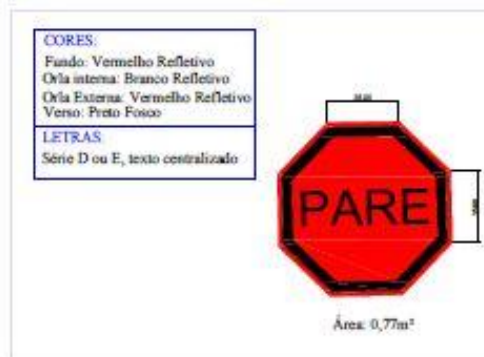 CORES:
Fundo: Vermelho Refletivo
Orla interna: Branco Refletivo
Orla Externa: Vermelho Refletivo
Verso: Preto Fosco
LETRAS
Série D ou E, texto centralizado
PARE
Área: 0,77m²